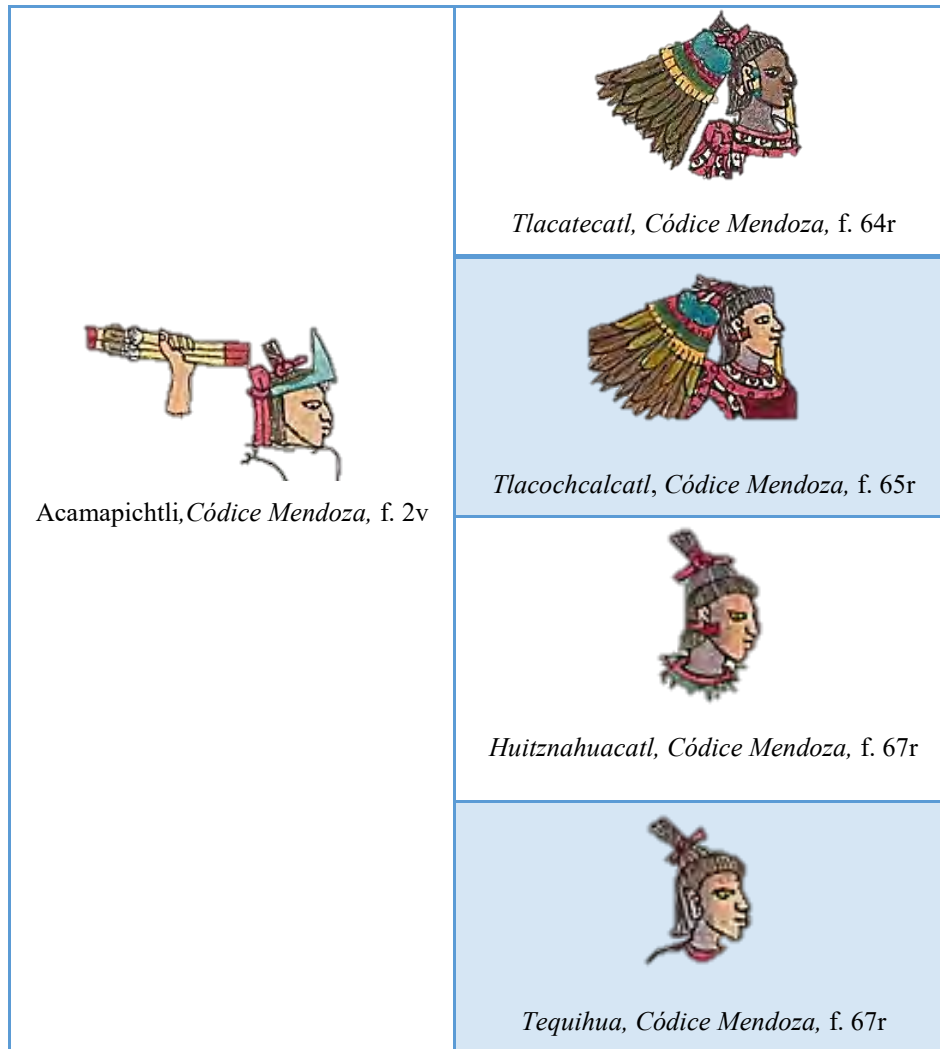 Tlacatecatl, Códice Mendoza, f. 64r
Tlacochcalcatl, Códice Mendoza, f. 65r
Acamapichtli,Códice Mendoza, f. 2v
Huitznahuacatl, Códice Mendoza, f. 67r
Tequihua, Códice Mendoza, f. 67r